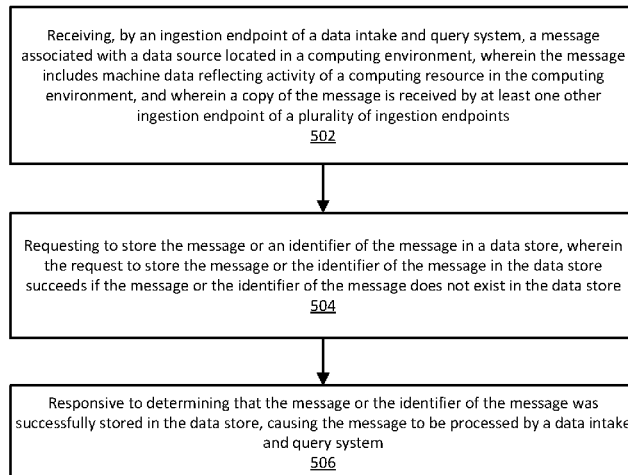 Receiving, by an ingestion endpoint of a data intake and query system, a message
associated with a data source located in a computing environment, wherein the message
includes machine data reflecting activity of a computing resource in the computing
environment, and wherein a copy of the message is received by at least one other
ingestion endpoint of a plurality of ingestion endpoints
502
Requesting to store the message or an identifier of the message in a data store, wherein
the request to store the message or the identifier of the message in the data store
succeeds if the message or the identifier of the message does not exist in the data store
504
Responsive to determining that the message or the identifier of the message was
successfully stored in the data store, causing the message to be processed by a data intake
and query system
506